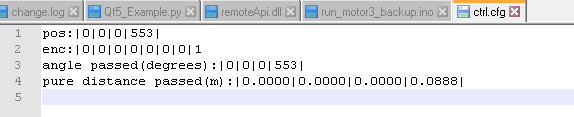 change.log Qt5_Example.py remoteApi.dll run_motor3_backup.ino ctrl.cfg
1 pos:|0|0|0|553|
2 enc:|0|0|0|0|0|0|0|1
3 angle passed(degrees):|0|0|0|553|
4 pure distance passed(m):|0.0000|0.0000|0.0000|0.0888|
5